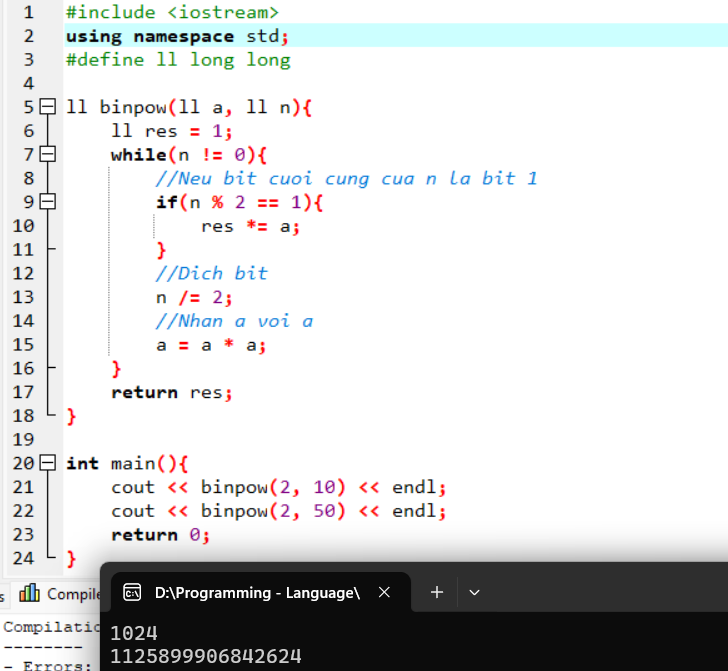 1 #include <iostream>
2 using namespace std;
3 #define ll long long
4
5 ll binpow(ll a, ll n){
6 ll res = 1;
7 while(n != 0){
8 //Neu bit cuoi cung cua n la bit 1
9 if(n % 2 == 1){
10 res *= a;
11 }
12 //Dich bit
13 n /= 2;
14 //Nhan a voi a
15 a = a * a;
16 }
17 return res;
18 }
19
20 int main(){
21 cout << binpow(2, 10) << endl;
22 cout << binpow(2, 50) << endl;
23 return 0;
24 }
s Compile
D:\Programming - Language\ × +
Compilatic
--------
- Errors:
1024
1125899906842624